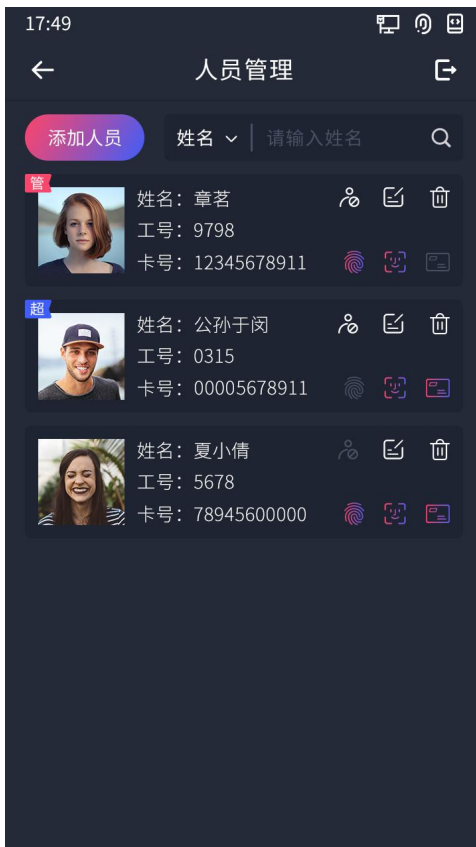 17:49
人员管理
添加人员 姓名 请输入姓名
管
姓名：章茗
工号：9798
卡号：12345678911
超
姓名：公孙于闵
工号：0315
卡号：00005678911
姓名：夏小倩
工号：5678
卡号：78945600000